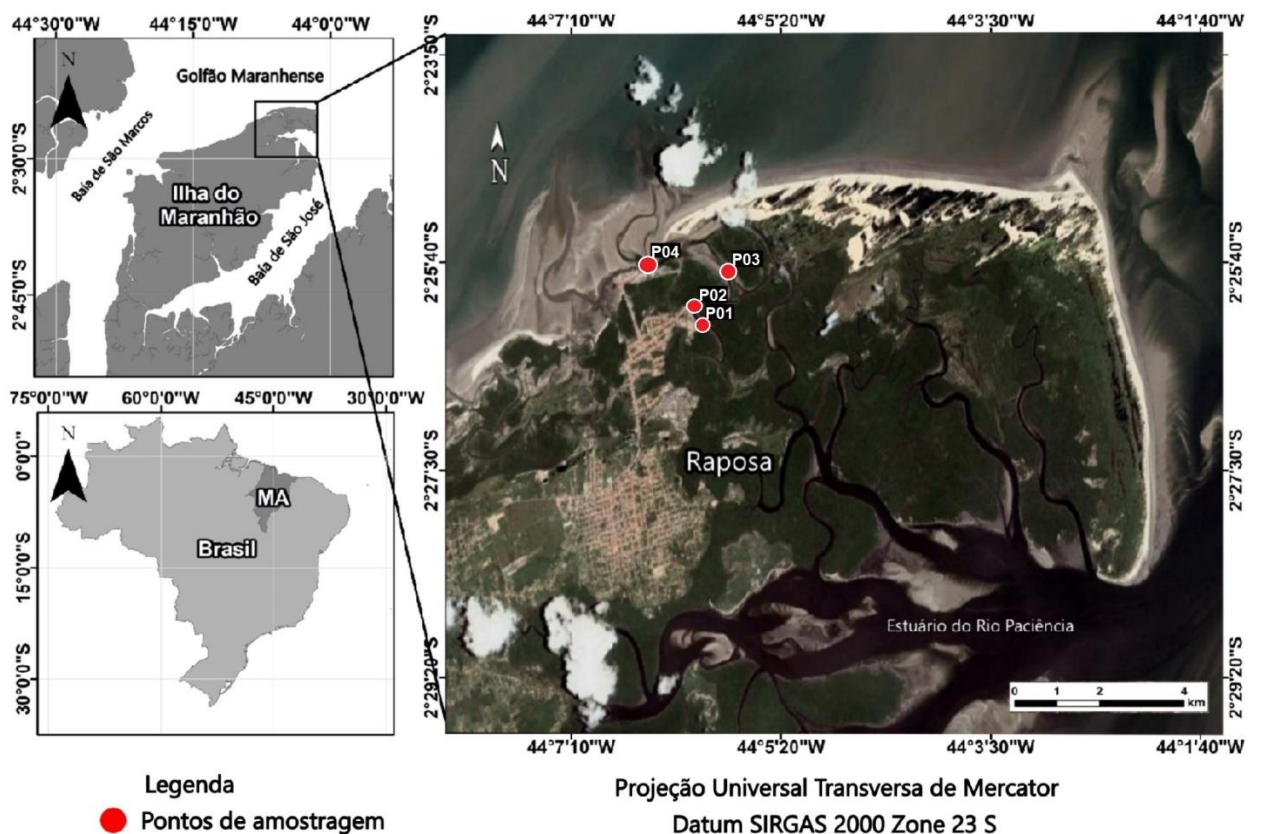 44°30'0"W 44°15'0"W 44°0'0"W
N
Golfão Maranhense
Baía de São Marcos
2°30'0"S
Ilha do
Maranhão
Baía de São José
2°45'0"S
75°0'0"W 60°0'0"W 45°0'0"W 30°0'0"W
N
0°0'0"
MA
Brasil
15°0'0"S
30°0'0"S
44°7'10"W 44°5'20"W 44°3'30"W 44°1'40"W
2°23'50"S
2°23'50"S
N
P04
P03
2°25'40"S
2°25'40"S
P02
P01
Raposa
2°27'30"S
2°27'30"S
Estuário do Rio Paciência
2°29'20"S
2°29'20"S
0 1 2 4
km
44°7'10"W 44°5'20"W 44°3'30"W 44°1'40"W
Legenda
Pontos de amostragem
Projeção Universal Transversa de Mercator
Datum SIRGAS 2000 Zone 23 S